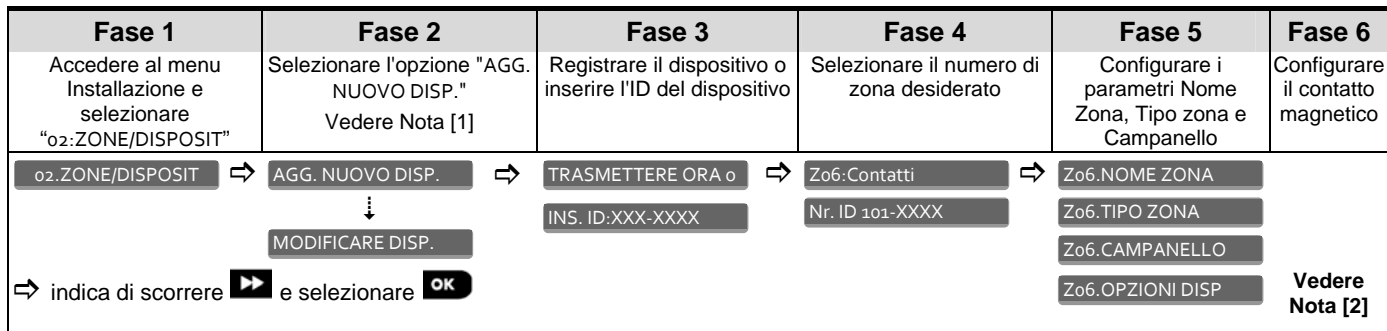 Fase 1
Fase 2
Fase 3
Fase 4
Fase 5
Fase 6
Accedere al menu
Installazione e
selezionare
“02:ZONE/DISPOSIT”
Selezionare l'opzione "AGG.
NUOVO DISP."
Vedere Nota [1]
Registrare il dispositivo o
inserire l'ID del dispositivo
Selezionare il numero di
zona desiderato
Configurare i
parametri Nome
Zona, Tipo zona e
Campanello
Configurare
il contatto
magnetico
02.ZONE/DISPOSIT ⇨ AGG. NUOVO DISP. ⇨ TRASMETTERE ORA o ⇨ Z06:Contatti ⇨ Z06.NOME ZONA
INS. ID:XXX-XXXX
Nr. ID 101-XXXX
Z06.TIPO ZONA
MODIFICARE DISP.
Z06.CAMPANELLO
⇨ indica di scorrere e selezionare OK
Z06.OPZIONI DISP
Vedere
Nota [2]